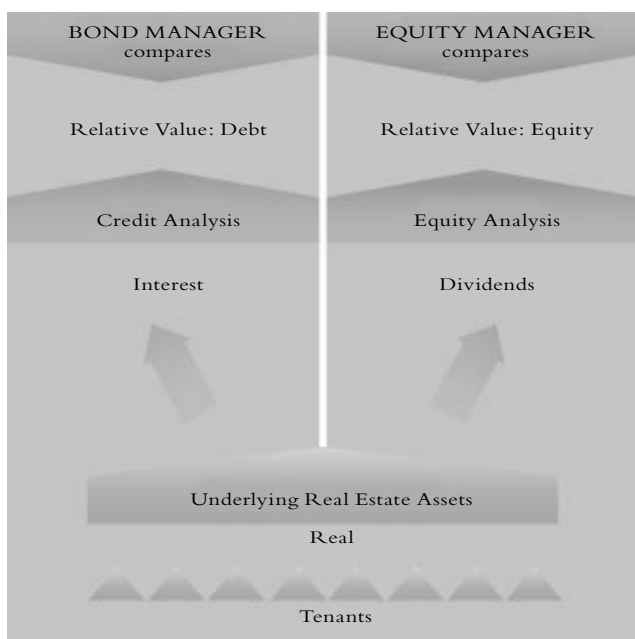 BOND MANAGER
compares
EQUITY MANAGER
compares
Relative Value: Debt
Relative Value: Equity
Credit Analysis
Equity Analysis
Interest
Dividends
Underlying Real Estate Assets
Real
Tenants